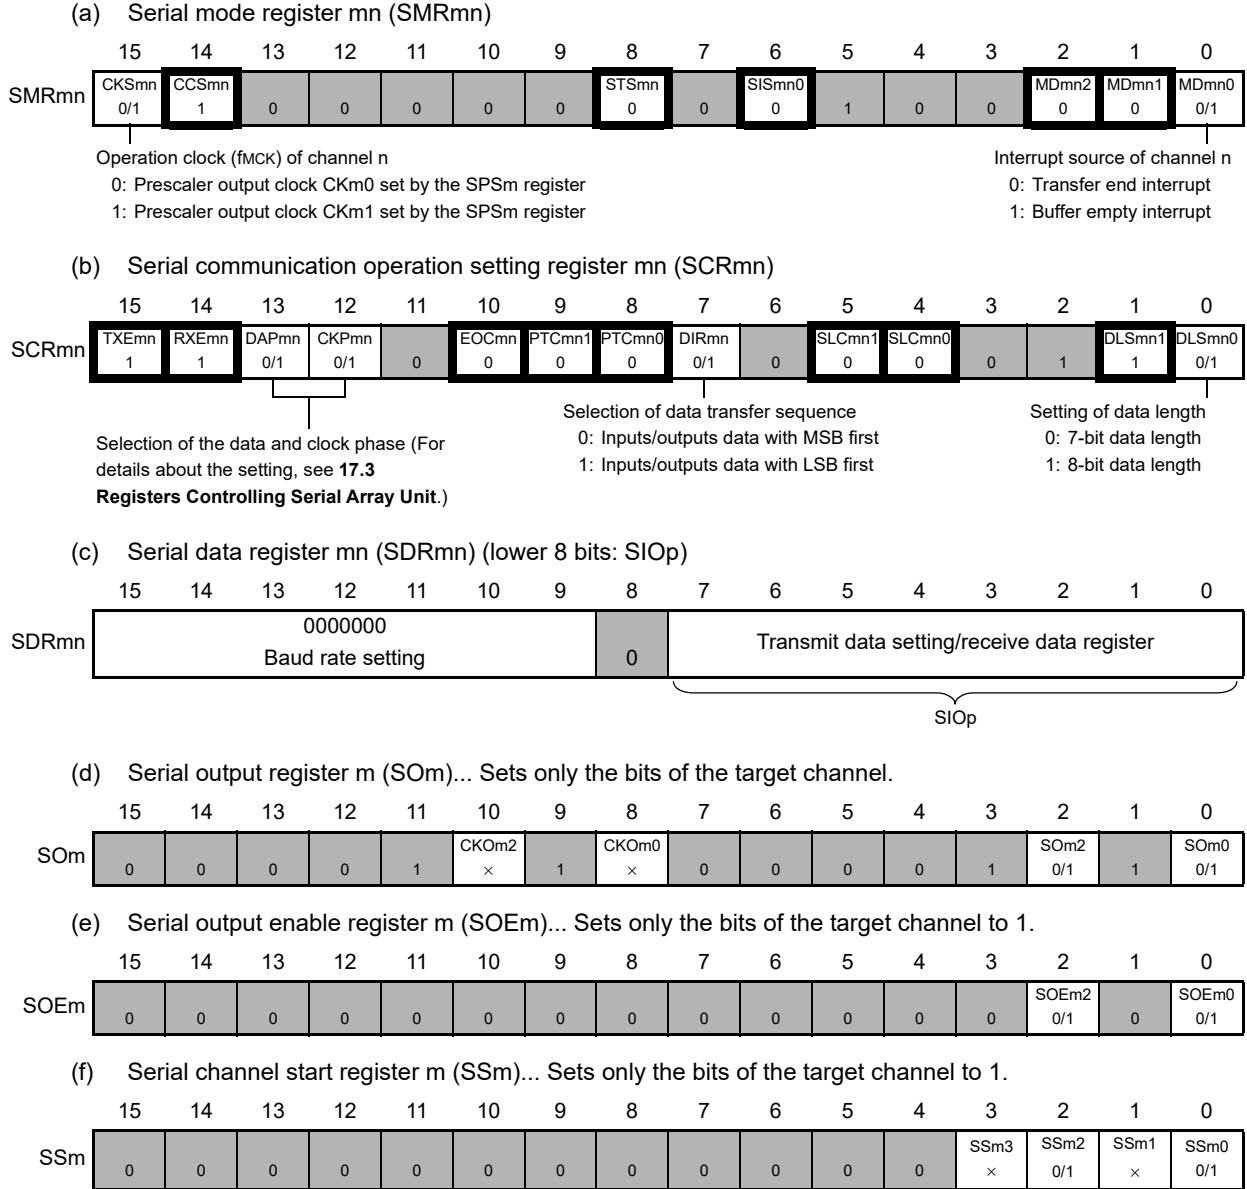 (a) Serial mode register mn (SMRmn)
15 14 13 12 11 10 9 8 7 6 5 4 3 2 1 0
SMRmn CKSmn CCSmn STSmn SISmn0 MDmn2 MDmn1 MDmn0
0/1 1 0 0 0 0 0 0 0 0 1 0 0 0 0 0/1
Operation clock (fMCK) of channel n
0: Prescaler output clock CKm0 set by the SPSm register
1: Prescaler output clock CKm1 set by the SPSm register
Interrupt source of channel n
0: Transfer end interrupt
1: Buffer empty interrupt
(b) Serial communication operation setting register mn (SCRmn)
15 14 13 12 11 10 9 8 7 6 5 4 3 2 1 0
SCRmn TXEmn RXEmn DAPmn CKPmn EOCmn PTCmn1 PTCmn0 DIRmn SLCmn1 SLCmn0 DLSmn1 DLSmn0
1 1 0/1 0/1 0 0 0 0 0/1 0 0 0 0 1 1 0/1
Selection of the data and clock phase (For
details about the setting, see 17.3
Registers Controlling Serial Array Unit.)
Selection of data transfer sequence
0: Inputs/outputs data with MSB first
1: Inputs/outputs data with LSB first
Setting of data length
0: 7-bit data length
1: 8-bit data length
(c) Serial data register mn (SDRmn) (lower 8 bits: SIOp)
15 14 13 12 11 10 9 8 7 6 5 4 3 2 1 0
SDRmn 0000000
Baud rate setting 0 Transmit data setting/receive data register
SIOp
(d) Serial output register m (SOm)... Sets only the bits of the target channel.
15 14 13 12 11 10 9 8 7 6 5 4 3 2 1 0
SOm CKOm2 CKOm0 SOm2 SOm0
0 0 0 0 1 × 1 × 0 0 0 0 1 0/1 1 0/1
(e) Serial output enable register m (SOEm)... Sets only the bits of the target channel to 1.
15 14 13 12 11 10 9 8 7 6 5 4 3 2 1 0
SOEm SOEm2 SOEm0
0 0 0 0 0 0 0 0 0 0 0 0 0 0/1 0 0/1
(f) Serial channel start register m (SSm)... Sets only the bits of the target channel to 1.
15 14 13 12 11 10 9 8 7 6 5 4 3 2 1 0
SSm SSm3 SSm2 SSm1 SSm0
0 0 0 0 0 0 0 0 0 0 0 0 × 0/1 × 0/1